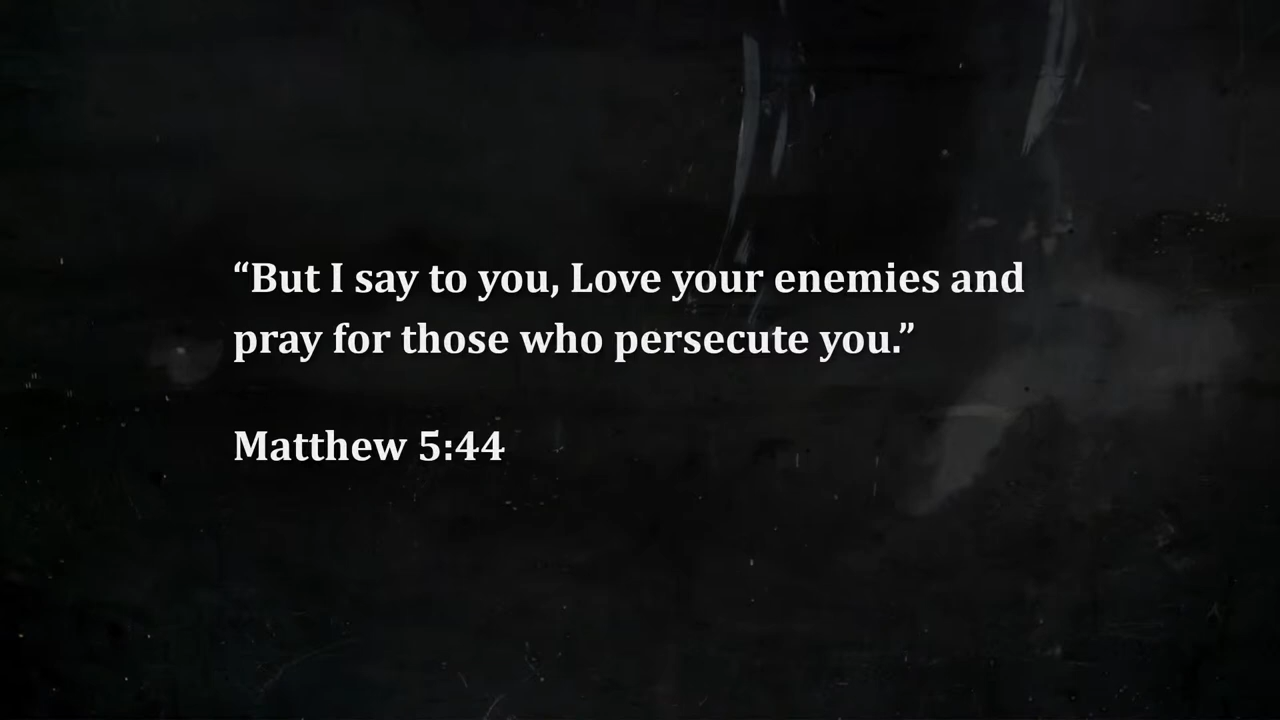 “But I say to you, Love your enemies and
pray for those who persecute you.”
Matthew 5:44